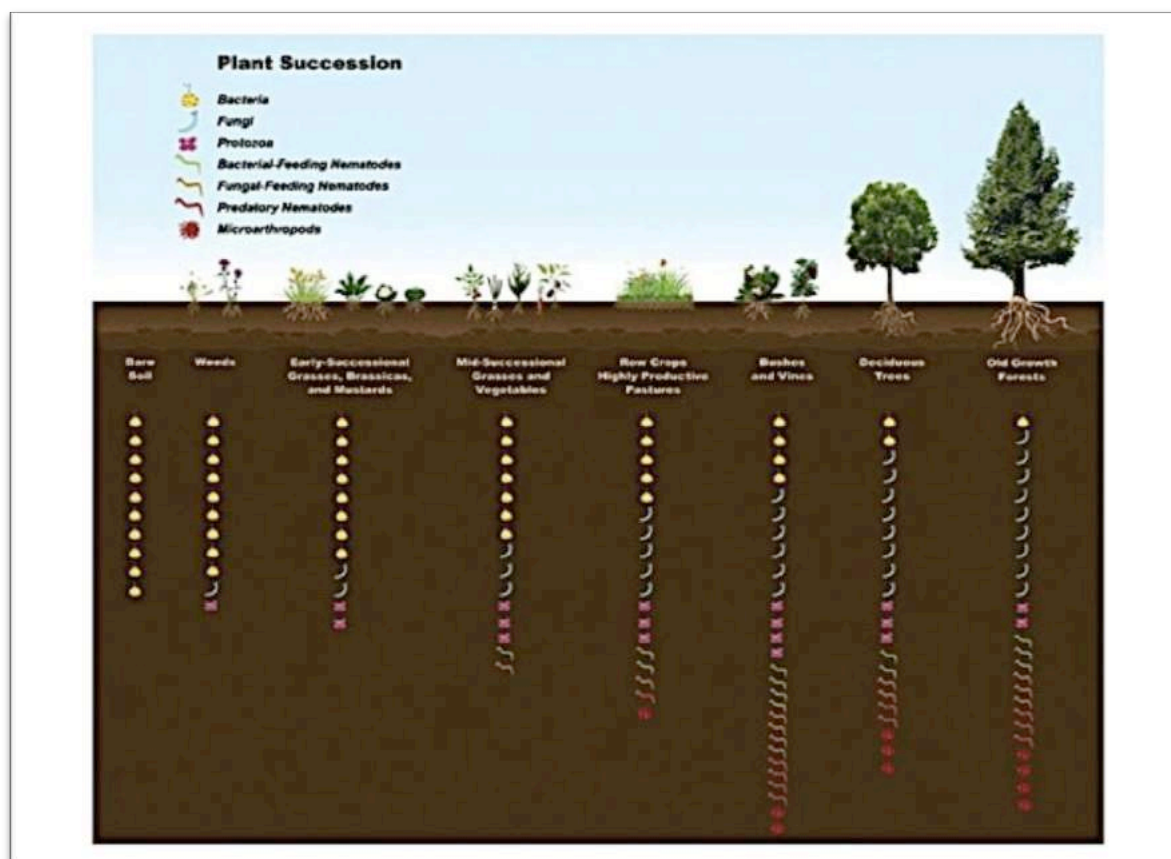 Plant Succession
Bacteria
Fungi
Protozoa
Bacterial-Feeding Nematodes
Fungal-Feeding Nematodes
Predatory Nematodes
Microarthropods
Bare
Soil
Weeds
Early-Successional
Grasses, Brassicas,
and Mustards
Mid-Successional
Grasses and
Vegetables
Row Crops
Highly Productive
Pastures
Bushes
and Vines
Deciduous
Trees
Old Growth
Forests